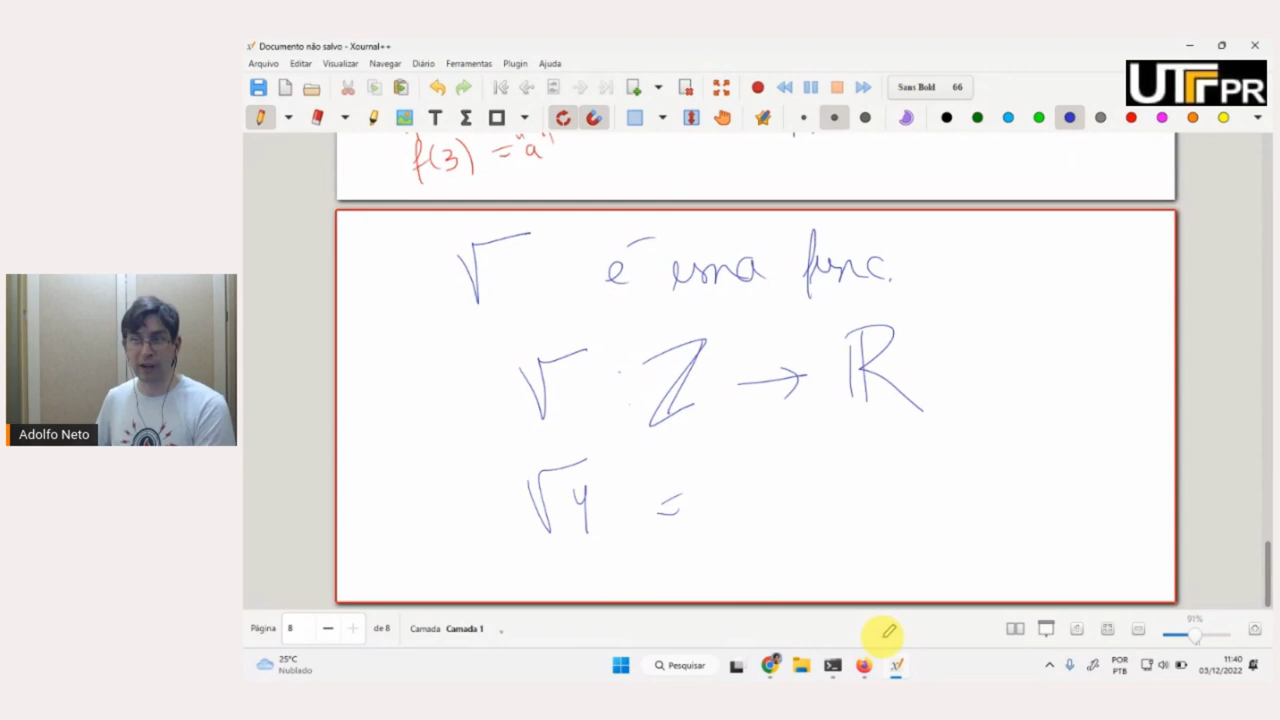 Documento não salvo - Xournal++
Arquivo Editar Visualizar Navegar Diário Ferramentas Plugin Ajuda
Sans Bold 66
UTFPR
f(3) = "a"
√ é uma func.
√ : ℤ → ℝ
√4 =
Adolfo Neto
Página 8 de 8 Camada Camada 1 91%
25°C
Nublado
Pesquisar
POR
PTB
11:40
03/12/2022